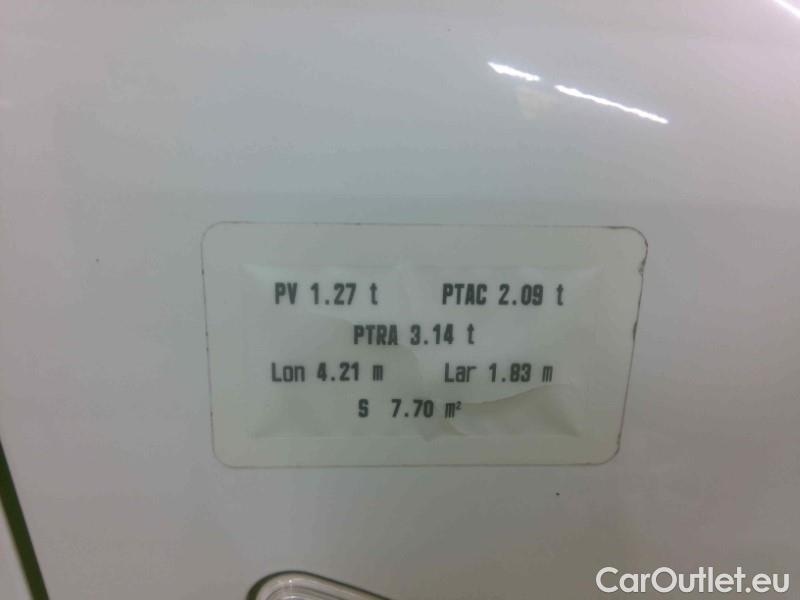 PV 1.27 t PTAC 2.09 t
PTRA 3.14 t
Lon 4.21 m Lar 1.83 m
S 7.70 m²
CarOutlet.eu